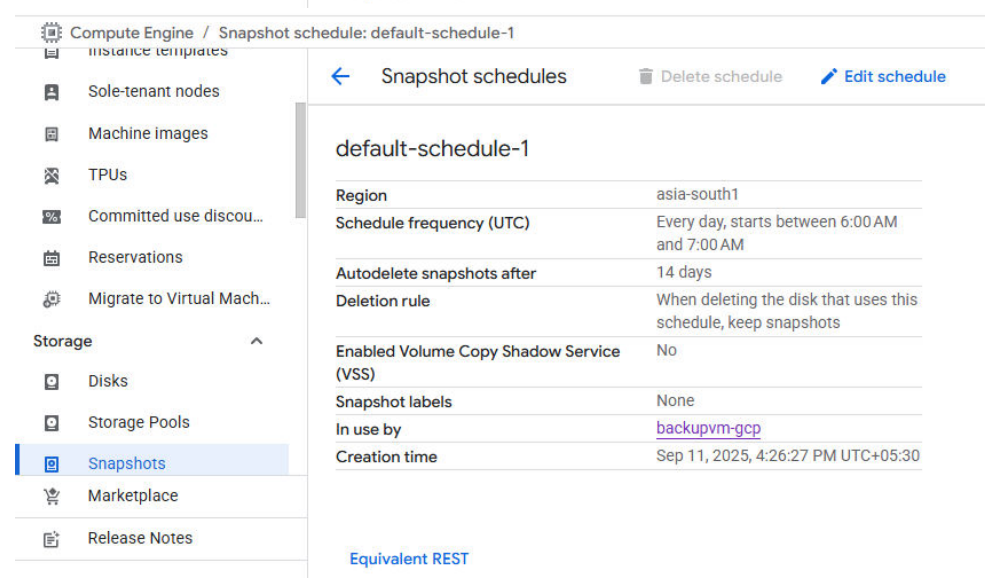 Compute Engine / Snapshot schedule: default-schedule-1
Instance templates
Sole-tenant nodes
Machine images
TPUs
Committed use discou...
Reservations
Migrate to Virtual Mach...
Storage
Disks
Storage Pools
Snapshots
Marketplace
Release Notes
Snapshot schedules
Delete schedule
Edit schedule
default-schedule-1
Region asia-south1
Schedule frequency (UTC) Every day, starts between 6:00 AM
and 7:00 AM
Autodelete snapshots after 14 days
Deletion rule When deleting the disk that uses this
schedule, keep snapshots
Enabled Volume Copy Shadow Service No
(VSS)
Snapshot labels None
In use by backupvm-gcp
Creation time Sep 11, 2025, 4:26:27 PM UTC+05:30
Equivalent REST